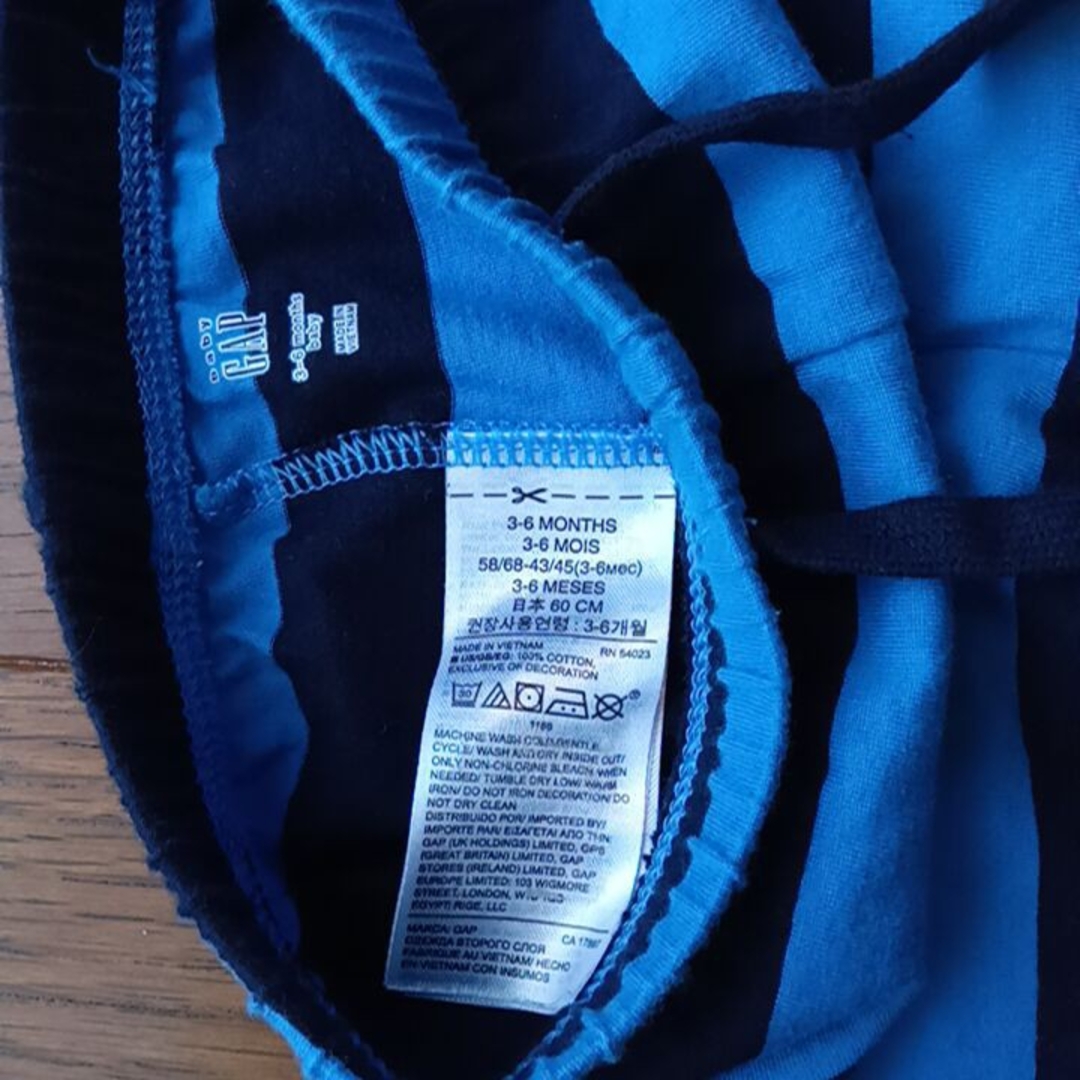 baby
GAP
3-6 months
baby
MADE IN
VIETNAM
3-6 MONTHS
3-6 MOIS
58/68-43/45(3-6мес)
3-6 MESES
日本 60 CM
권장사용연령 : 3-6개월
MADE IN VIETNAM
RN 54023
100% COTTON,
EXCLUSIVE OF DECORATION
30
MACHINE WASH COLD/GENTLE
CYCLE/ WASH AND DRY INSIDE OUT/
ONLY NON-CHLORINE BLEACH WHEN
NEEDED/ TUMBLE DRY LOW/ WARM
IRON/ DO NOT IRON DECORATION/ DO
NOT DRY CLEAN
DISTRIBUIDO POR/ IMPORTED BY/
IMPORTE PAR/ ΕΙΣΑΓΕΤΑΙ ΑΠΟ ΤΗΝ:
GAP (UK HOLDINGS) LIMITED, GPS
(GREAT BRITAIN) LIMITED, GAP
STORES (IRELAND) LIMITED, GAP
EUROPE LIMITED: 103 WIGMORE
STREET, LONDON,
EGYPT: RIGE, LLC
MARCA: GAP
CA
ОДЕЖДА ВТОРОГО СЛОЯ
FABRIQUÉ AU VIETNAM/ HECHO
EN VIETNAM CON INSUMOS